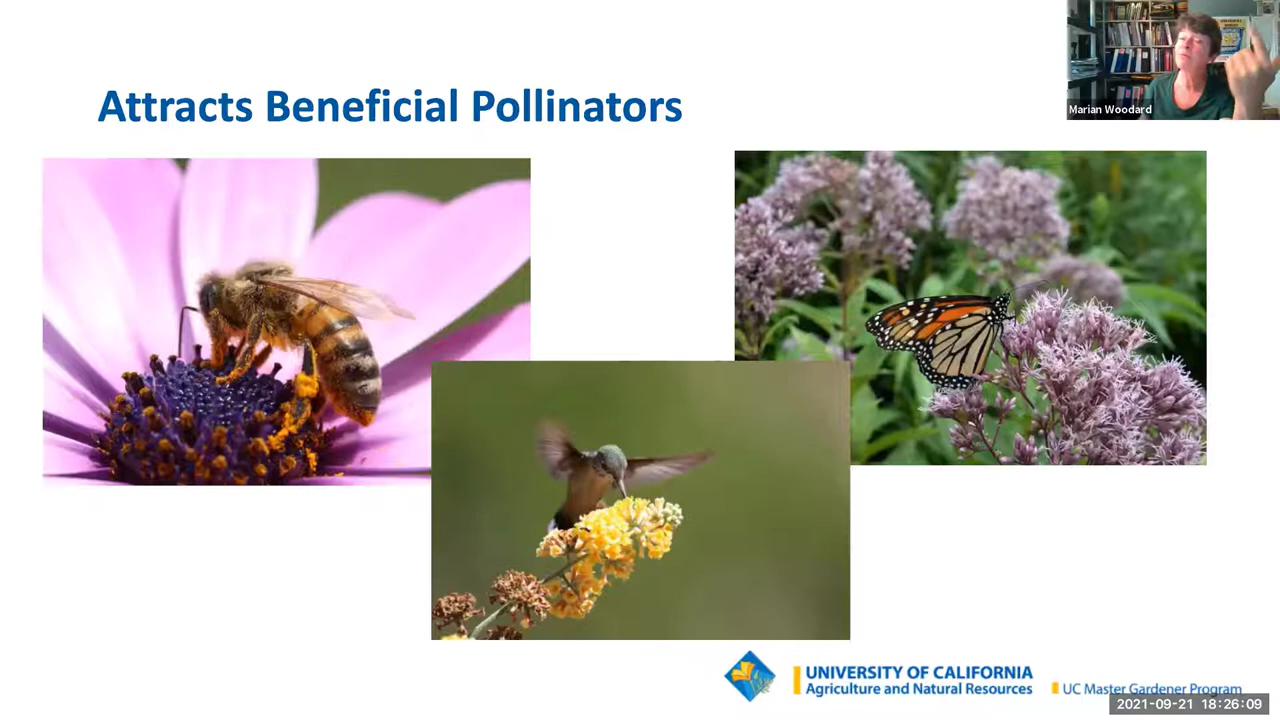 Marian Woodard
Attracts Beneficial Pollinators
UNIVERSITY OF CALIFORNIA
Agriculture and Natural Resources
UC Master Gardener Program
2021-09-21 18:26:09